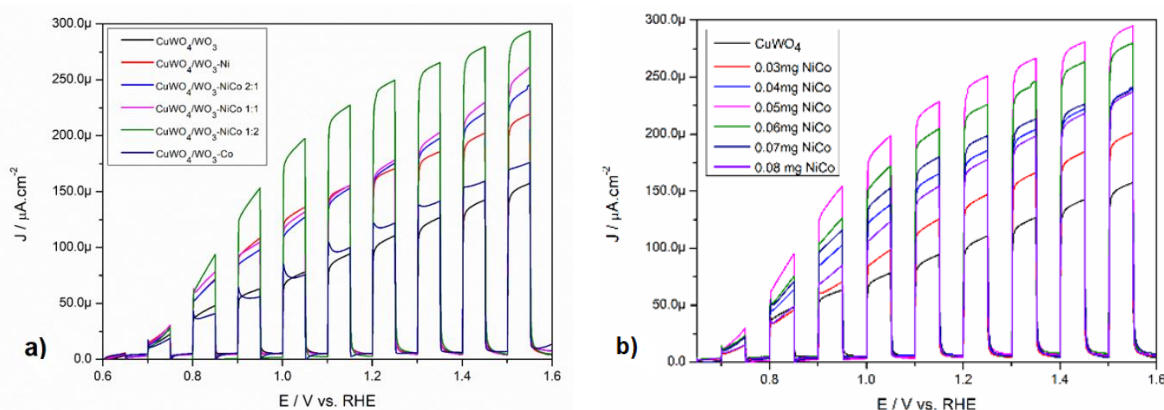 300.0μ
250.0μ
200.0μ
150.0μ
100.0μ
50.0μ
0.0
J / μA.cm⁻²
CuWO₄/WO₃
CuWO₄/WO₃-Ni
CuWO₄/WO₃-NiCo 2:1
CuWO₄/WO₃-NiCo 1:1
CuWO₄/WO₃-NiCo 1:2
CuWO₄/WO₃-Co
0.6 0.8 1.0 1.2 1.4 1.6
E / V vs. RHE
a)
300.0μ
250.0μ
200.0μ
150.0μ
100.0μ
50.0μ
0.0
J / μA.cm⁻²
CuWO₄
0.03mg NiCo
0.04mg NiCo
0.05mg NiCo
0.06mg NiCo
0.07mg NiCo
0.08 mg NiCo
0.8 1.0 1.2 1.4 1.6
E / V vs. RHE
b)